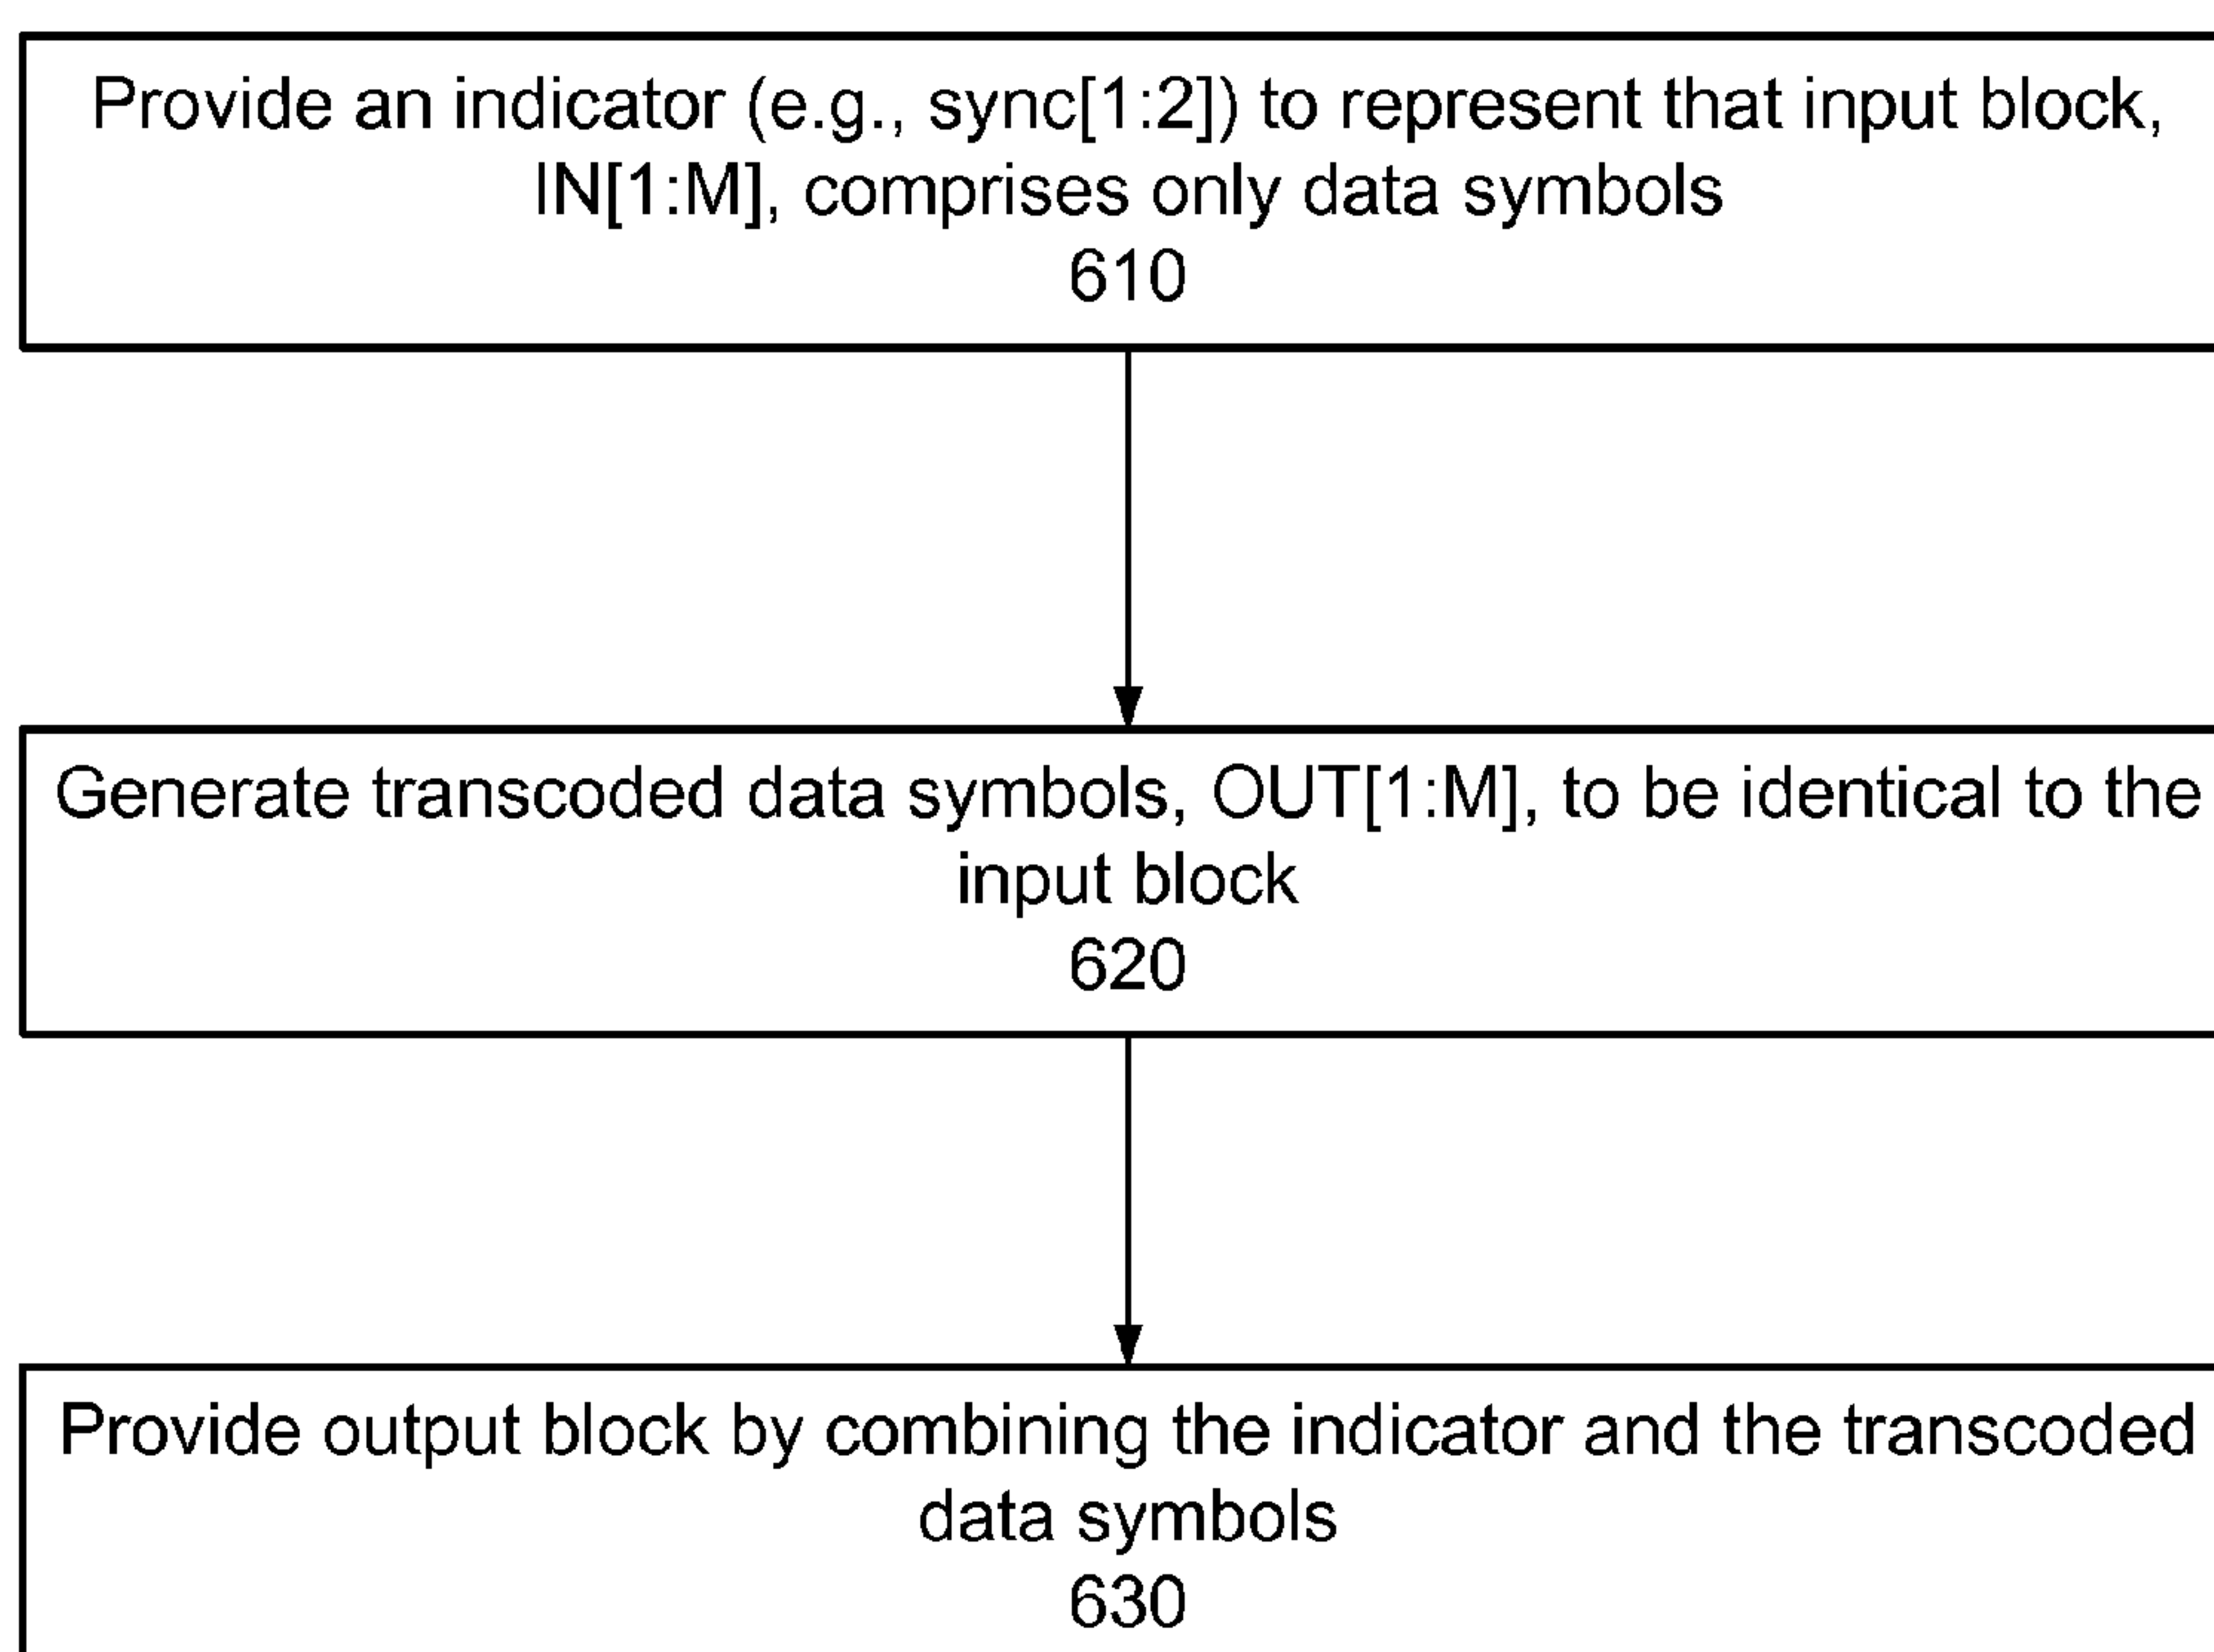 Provide an indicator (e.g., sync[1:2]) to represent that input block,
IN[1:M], comprises only data symbols
610
Generate transcoded data symbols, OUT[1:M], to be identical to the
input block
620
Provide output block by combining the indicator and the transcoded
data symbols
630